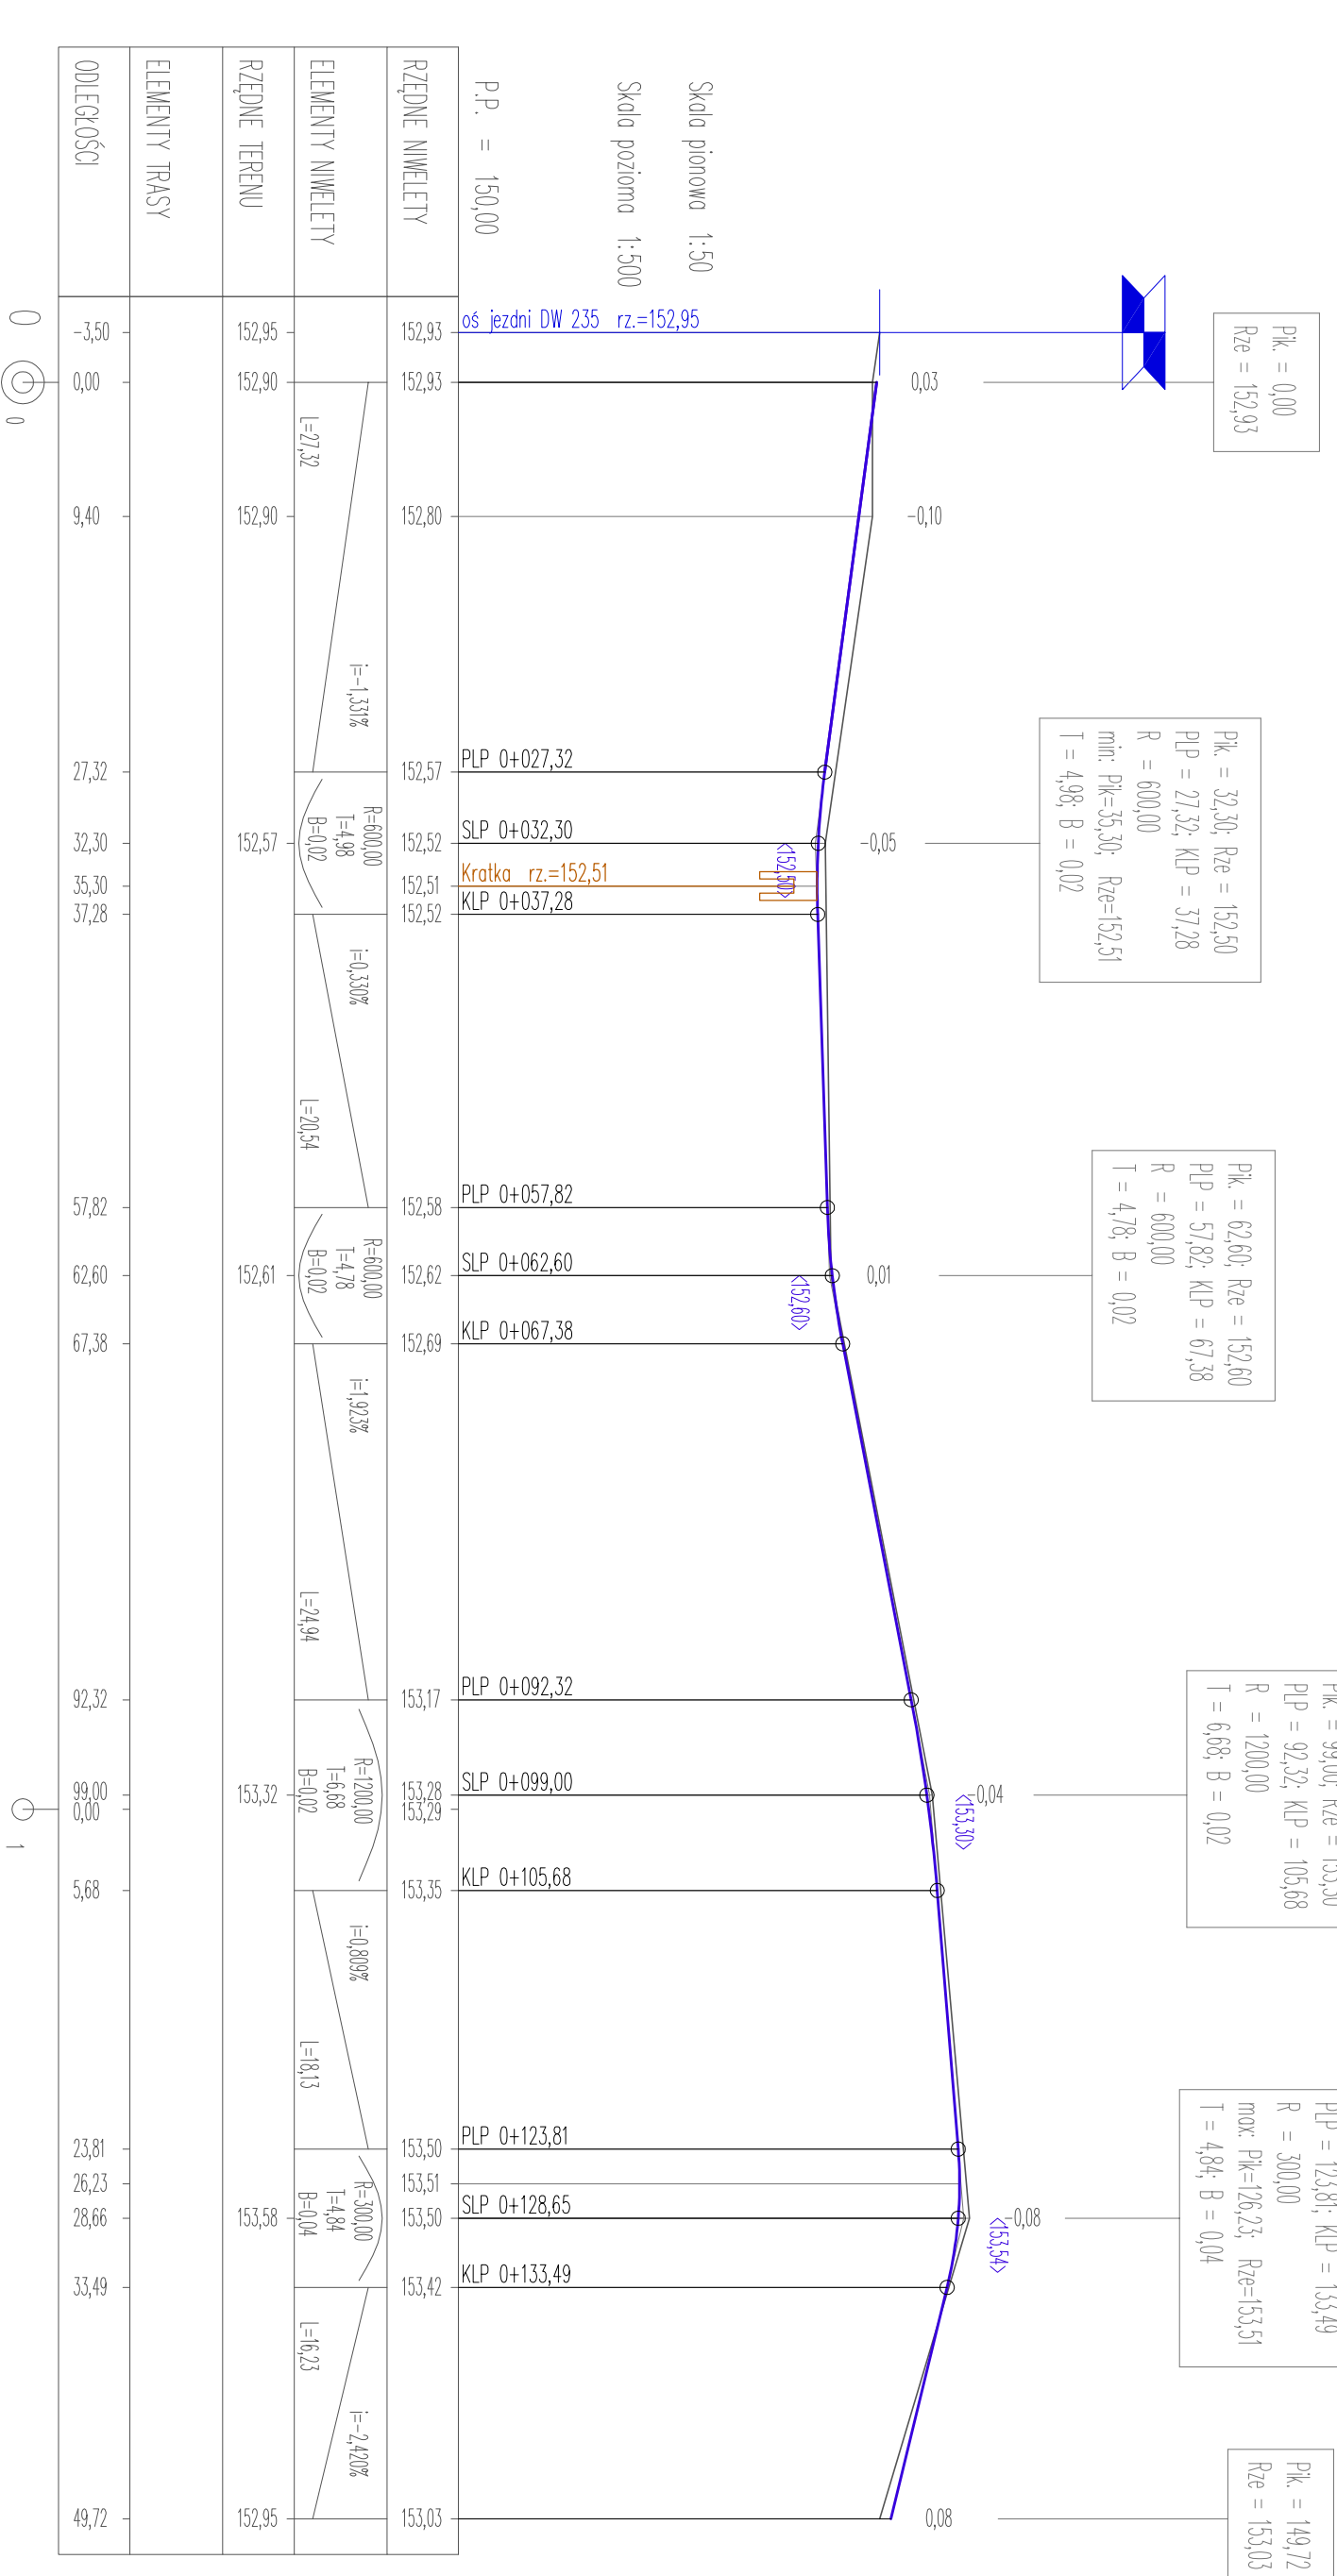 Pik. = 0,00
Rze = 152,93
Pik. = 32,30; Rze = 152,50
PLP = 27,32; KLP = 37,28
R = 600,00
min: Pik=35,30; Rze=152,51
T = 4,98; B = 0,02
Pik. = 62,60; Rze = 152,60
PLP = 57,82; KLP = 67,38
R = 600,00
T = 4,78; B = 0,02
Pik. = 99,00; Rze = 153,30
PLP = 92,32; KLP = 105,68
R = 1200,00
T = 6,68; B = 0,02
PLP = 123,81; KLP = 133,49
R = 300,00
max: Pik=126,23; Rze=153,51
T = 4,84; B = 0,04
Pik. = 149,72
Rze = 153,03
0,03
-0,10
-0,05
0,01
-0,04
-0,08
0,08
<152,50>
<152,60>
<153,30>
<153,54>
Skala pionowa 1:50
Skala pozioma 1:500
P.P. = 150,00
oś jezdni DW 235 rz.=152,95
PLP 0+027,32
SLP 0+032,30
Kratka rz.=152,51
KLP 0+037,28
PLP 0+057,82
SLP 0+062,60
KLP 0+067,38
PLP 0+092,32
SLP 0+099,00
KLP 0+105,68
PLP 0+123,81
SLP 0+128,65
KLP 0+133,49
RZĘDNE NIWELETY
152,93
152,93
152,80
152,57
152,52
152,51
152,52
152,58
152,62
152,69
153,17
153,28
153,29
153,35
153,50
153,51
153,50
153,42
153,03
ELEMENTY NIWELETY
L=27,32
i=-1,331%
R=600,00
T=4,98
B=0,02
i=0,330%
L=20,54
R=600,00
T=4,78
B=0,02
i=1,923%
L=24,94
R=1200,00
T=6,68
B=0,02
i=0,809%
L=18,13
R=300,00
T=4,84
B=0,04
L=16,23
i=-2,420%
RZĘDNE TERENU
152,95
152,90
152,90
152,57
152,61
153,32
153,58
152,95
ELEMENTY TRASY
ODLEGŁOŚCI
-3,50
0,00
9,40
27,32
32,30
35,30
37,28
57,82
62,60
67,38
92,32
99,00
0,00
5,68
23,81
26,23
28,66
33,49
49,72
0
0
1